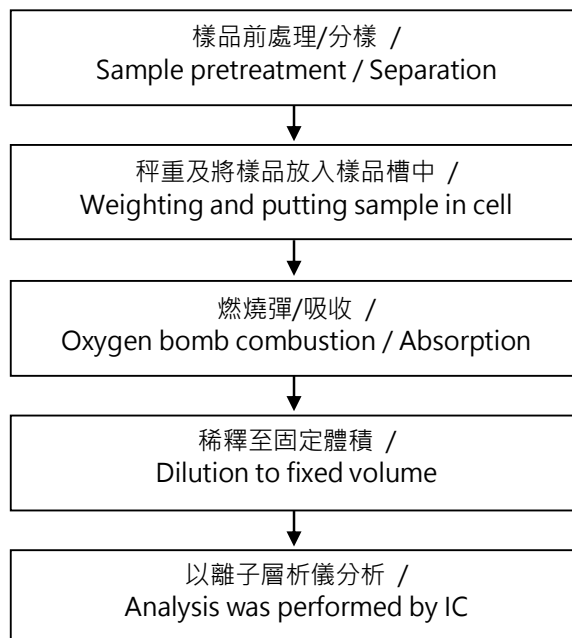 樣品前處理/分樣 /
Sample pretreatment / Separation
秤重及將樣品放入樣品槽中 /
Weighting and putting sample in cell
燃燒彈/吸收 /
Oxygen bomb combustion / Absorption
稀釋至固定體積 /
Dilution to fixed volume
以離子層析儀分析 /
Analysis was performed by IC